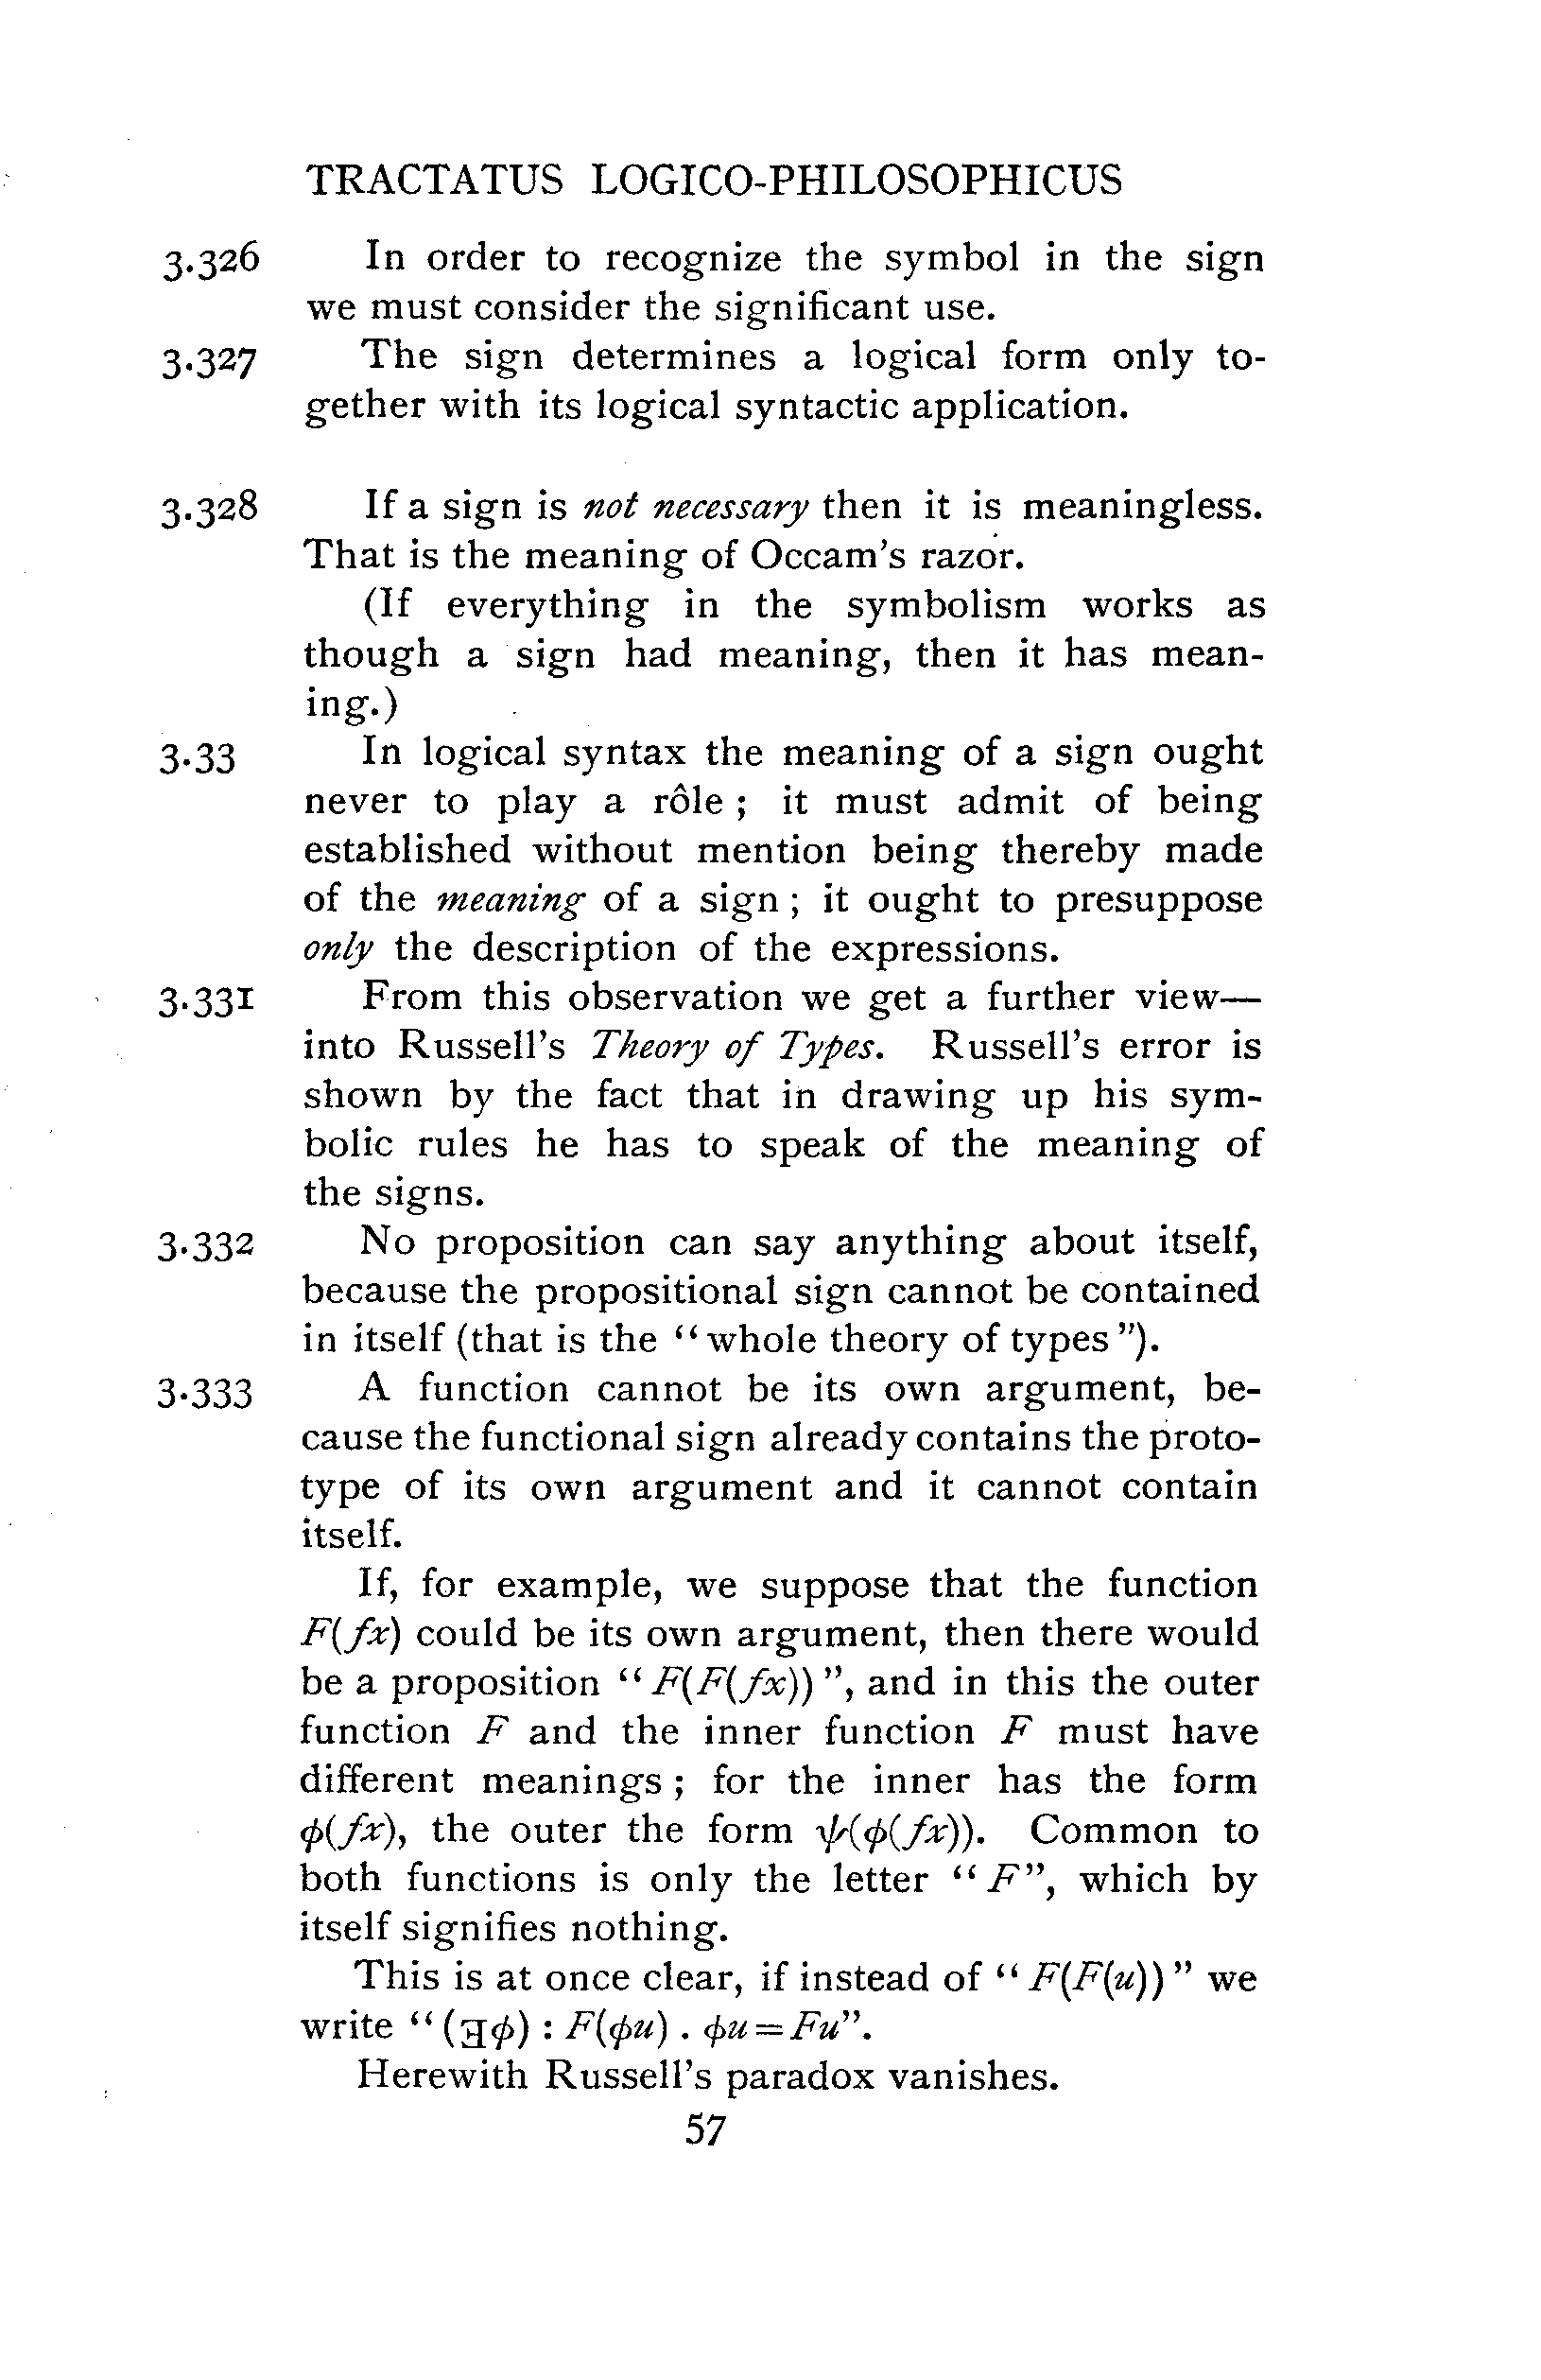 TRACTATUS LOGICO-PHILOSOPHICUS
3·326 In order to recognize the symbol in the sign
we must consider the significant use.
3·327 The sign determines a logical form only to-
gether with its logical syntactic application.
3·328 If a sign is not necessary then it is meaningless.
That is the meaning of Occam's razor.
(If everything in the symbolism works as
though a sign had meaning, then it has mean-
ing.)
3·33 In logical syntax the meaning of a sign ought
never to play a rôle ; it must admit of being
established without mention being thereby made
of the meaning of a sign ; it ought to presuppose
only the description of the expressions.
3·331 From this observation we get a further view—
into Russell's Theory of Types. Russell's error is
shown by the fact that in drawing up his sym-
bolic rules he has to speak of the meaning of
the signs.
3·332 No proposition can say anything about itself,
because the propositional sign cannot be contained
in itself (that is the “ whole theory of types ”).
3·333 A function cannot be its own argument, be-
cause the functional sign already contains the proto-
type of its own argument and it cannot contain
itself.
If, for example, we suppose that the function
F(fx) could be its own argument, then there would
be a proposition “ F(F(fx)) ”, and in this the outer
function F and the inner function F must have
different meanings ; for the inner has the form
ϕ(fx), the outer the form ψ(ϕ(fx)). Common to
both functions is only the letter “ F”, which by
itself signifies nothing.
This is at once clear, if instead of “ F(F(u)) ” we
write “ (∃ϕ) : F(ϕu) . ϕu = Fu”.
Herewith Russell's paradox vanishes.
57